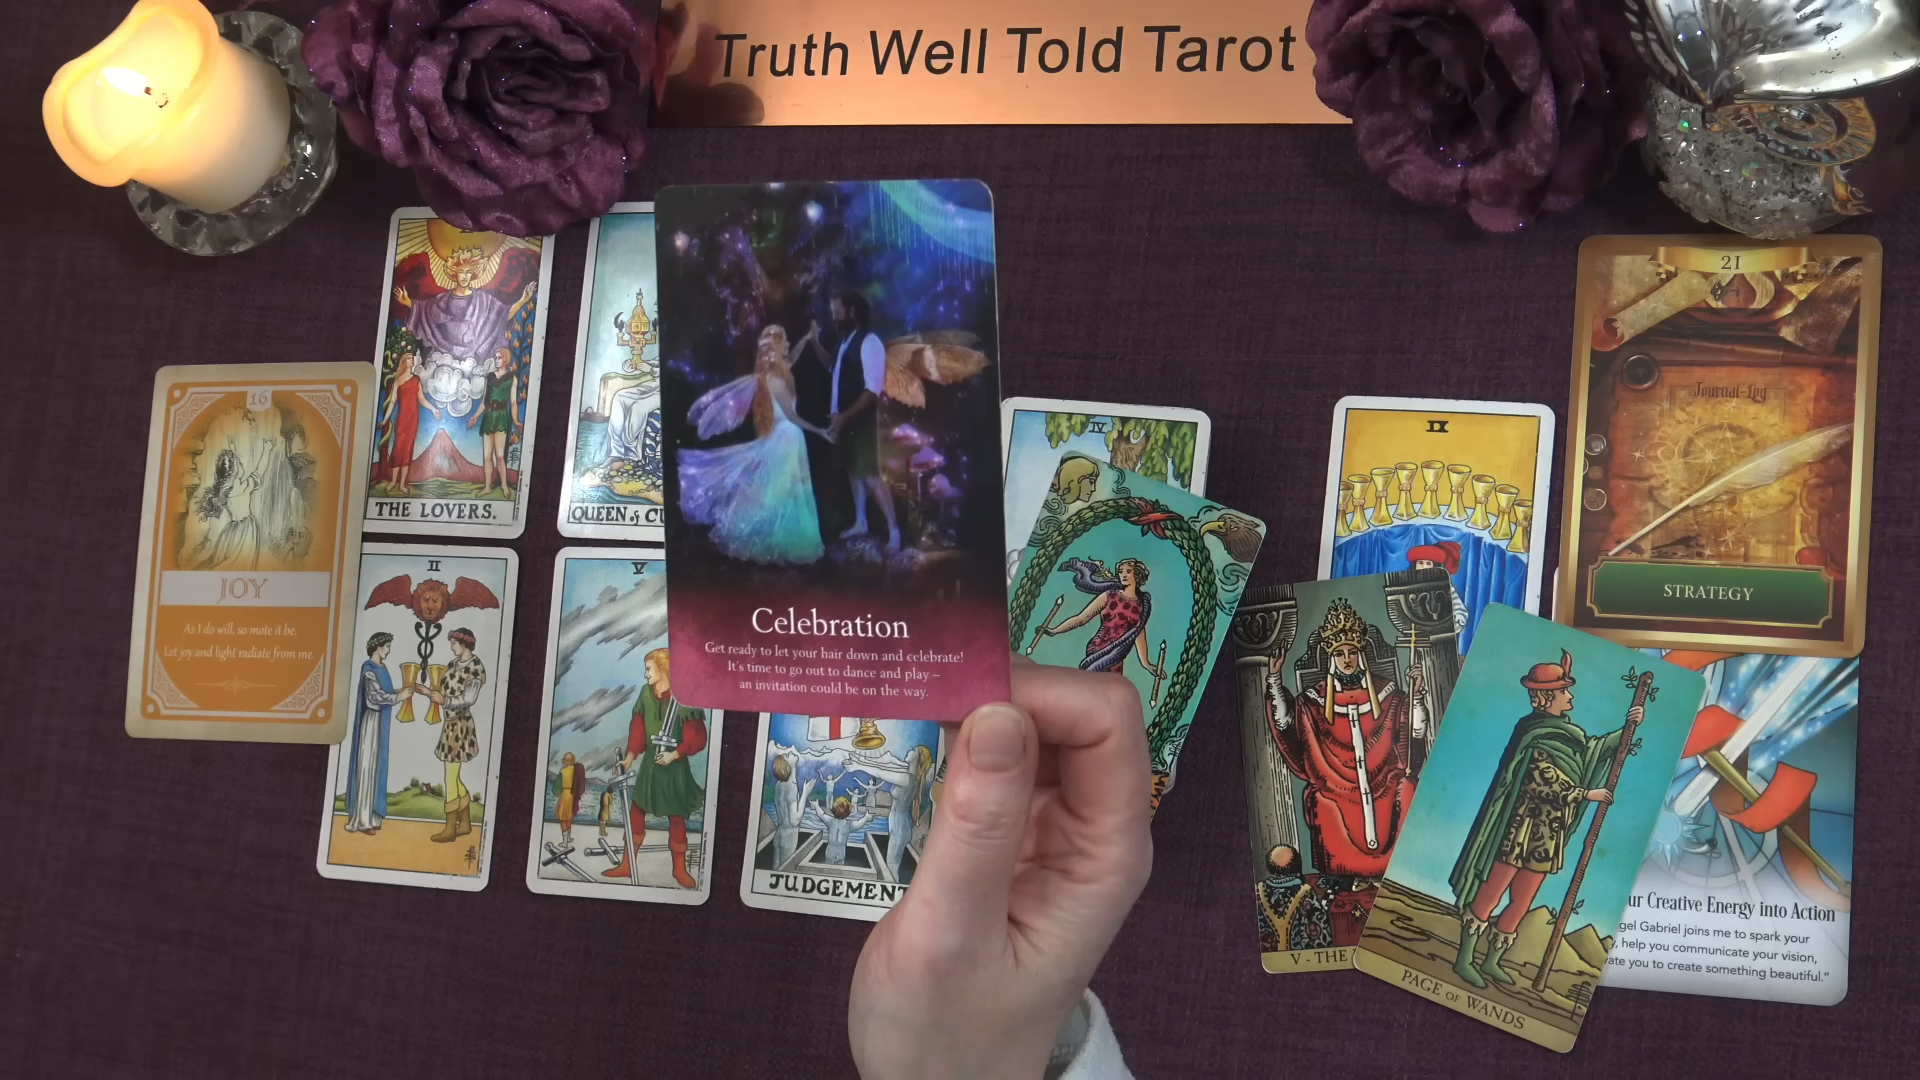 Truth Well Told Tarot
THE LOVERS.
QUEEN of CU
16
JOY
As I do will, so mote it be.
Let joy and light radiate from me.
II
V
Celebration
Get ready to let your hair down and celebrate!
It's time to go out to dance and play –
an invitation could be on the way.
JUDGEMENT
IV
IX
V - THE
PAGE OF WANDS
21
Journal-Log
STRATEGY
ur Creative Energy into Action
gel Gabriel joins me to spark your
, help you communicate your vision,
ate you to create something beautiful."